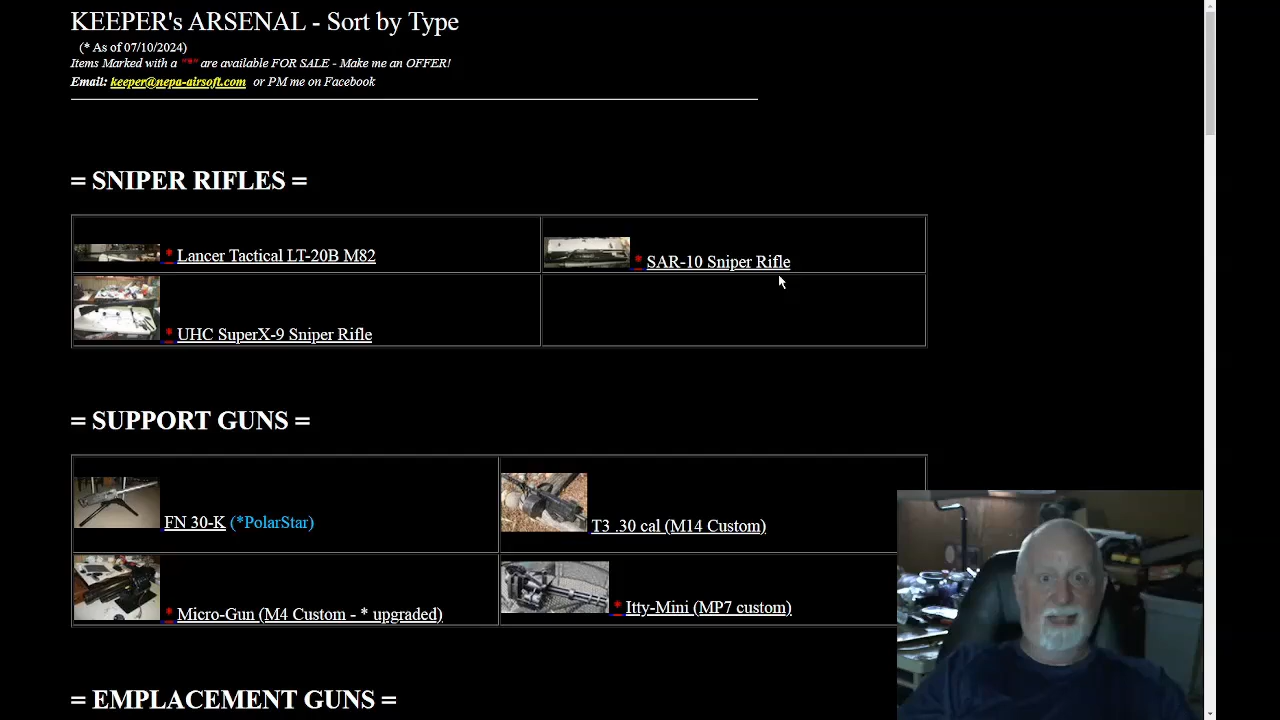 KEEPER's ARSENAL - Sort by Type
(* As of 07/10/2024)
Items Marked with a "*" are available FOR SALE - Make me an OFFER!
Email: keeper@nepa-airsoft.com or PM me on Facebook
= SNIPER RIFLES =
* Lancer Tactical LT-20B M82
* SAR-10 Sniper Rifle
* UHC SuperX-9 Sniper Rifle
= SUPPORT GUNS =
FN 30-K (*PolarStar)
T3 .30 cal (M14 Custom)
* Micro-Gun (M4 Custom - * upgraded)
* Itty-Mini (MP7 custom)
= EMPLACEMENT GUNS =